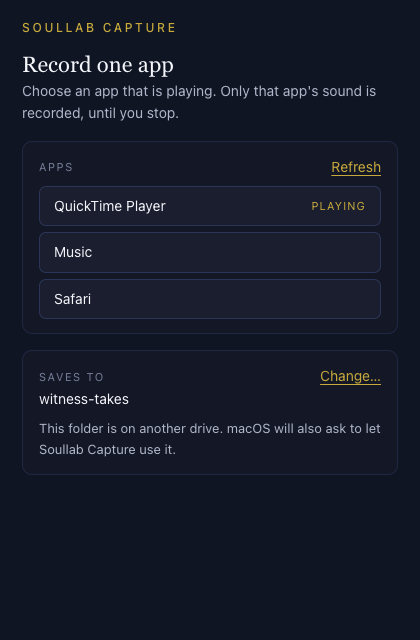 SOULLAB CAPTURE
Record one app
Choose an app that is playing. Only that app's sound is
recorded, until you stop.
APPS
Refresh
QuickTime Player
PLAYING
Music
Safari
SAVES TO
Change...
witness-takes
This folder is on another drive. macOS will also ask to let
Soullab Capture use it.